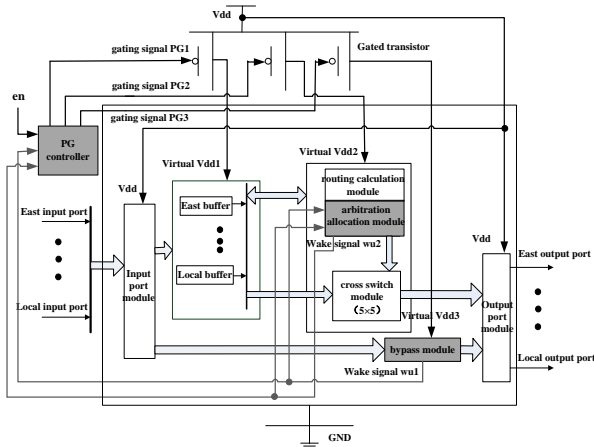 Vdd
gating signal PG1
Gated transistor
gating signal PG2
en
gating signal PG3
PG
controller
Virtual Vdd1
Virtual Vdd2
Vdd
routing calculation
module
East buffer
arbitration
allocation module
East input port
Wake signal wu2
Vdd
East output port
Input
port
module
Local buffer
cross switch
module
(5×5)
Local input port
Virtual Vdd3
Output
port
module
bypass module
Local output port
Wake signal wu1
GND